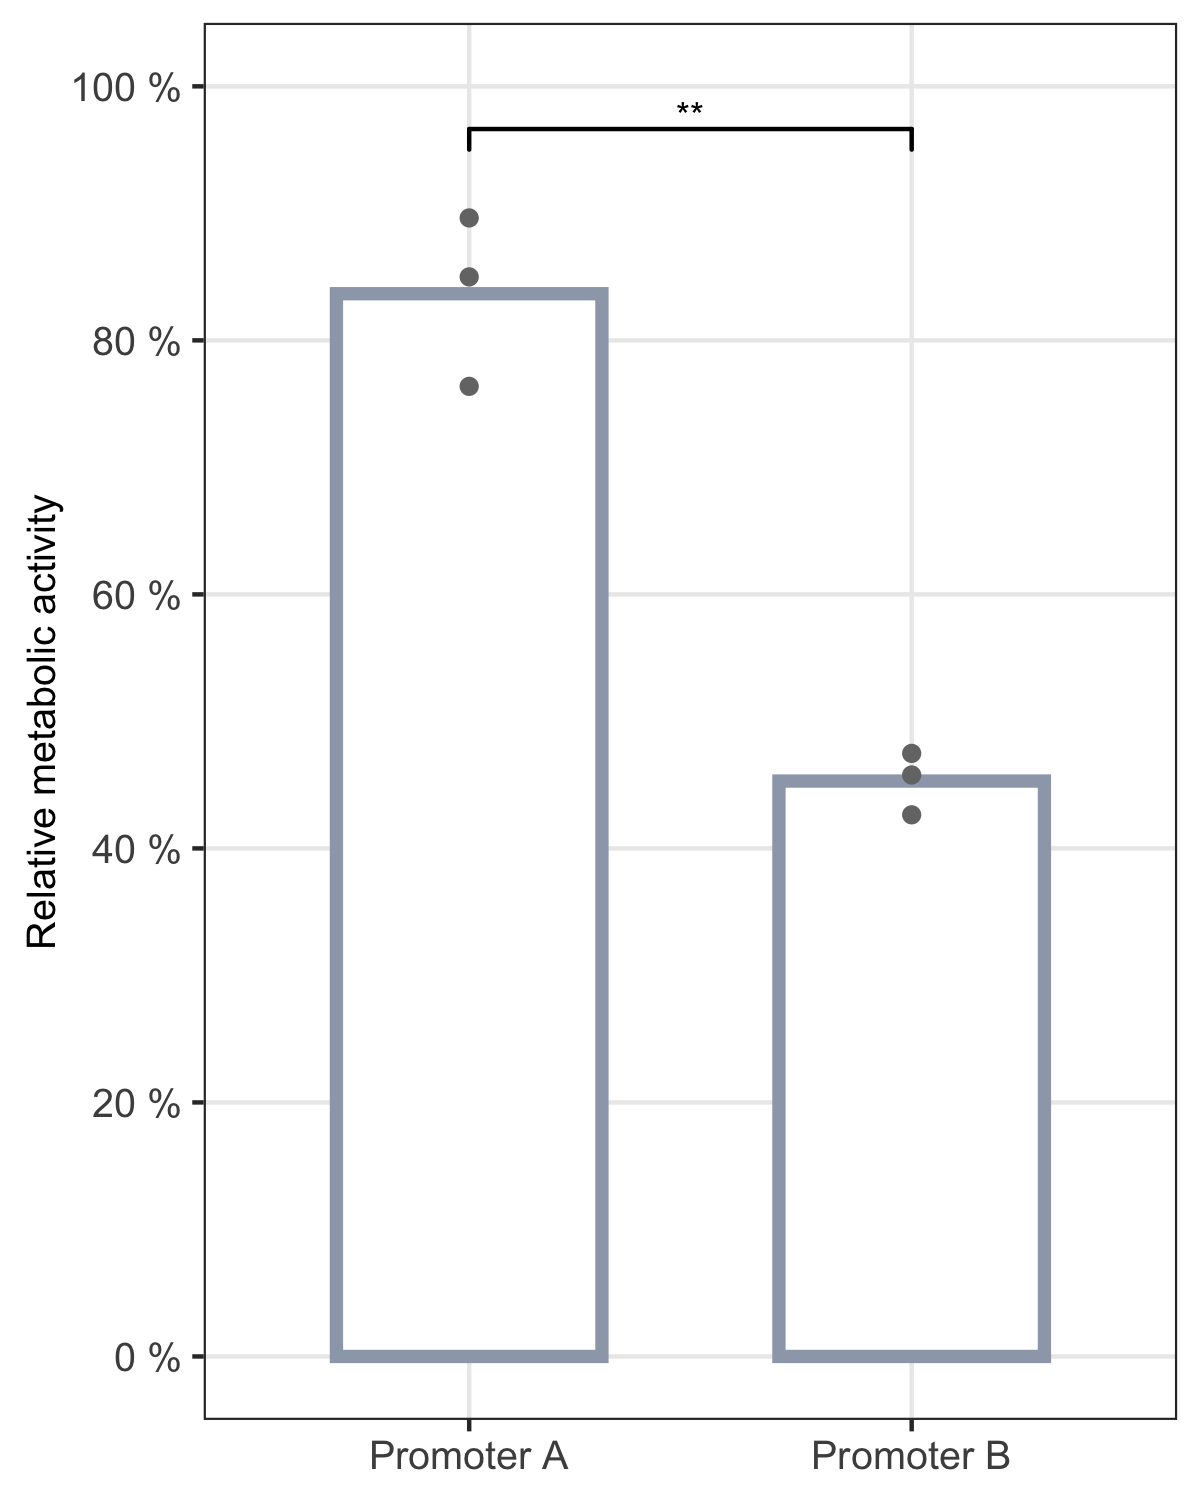 Relative metabolic activity
100 %
80 %
60 %
40 %
20 %
0 %
**
Promoter A
Promoter B